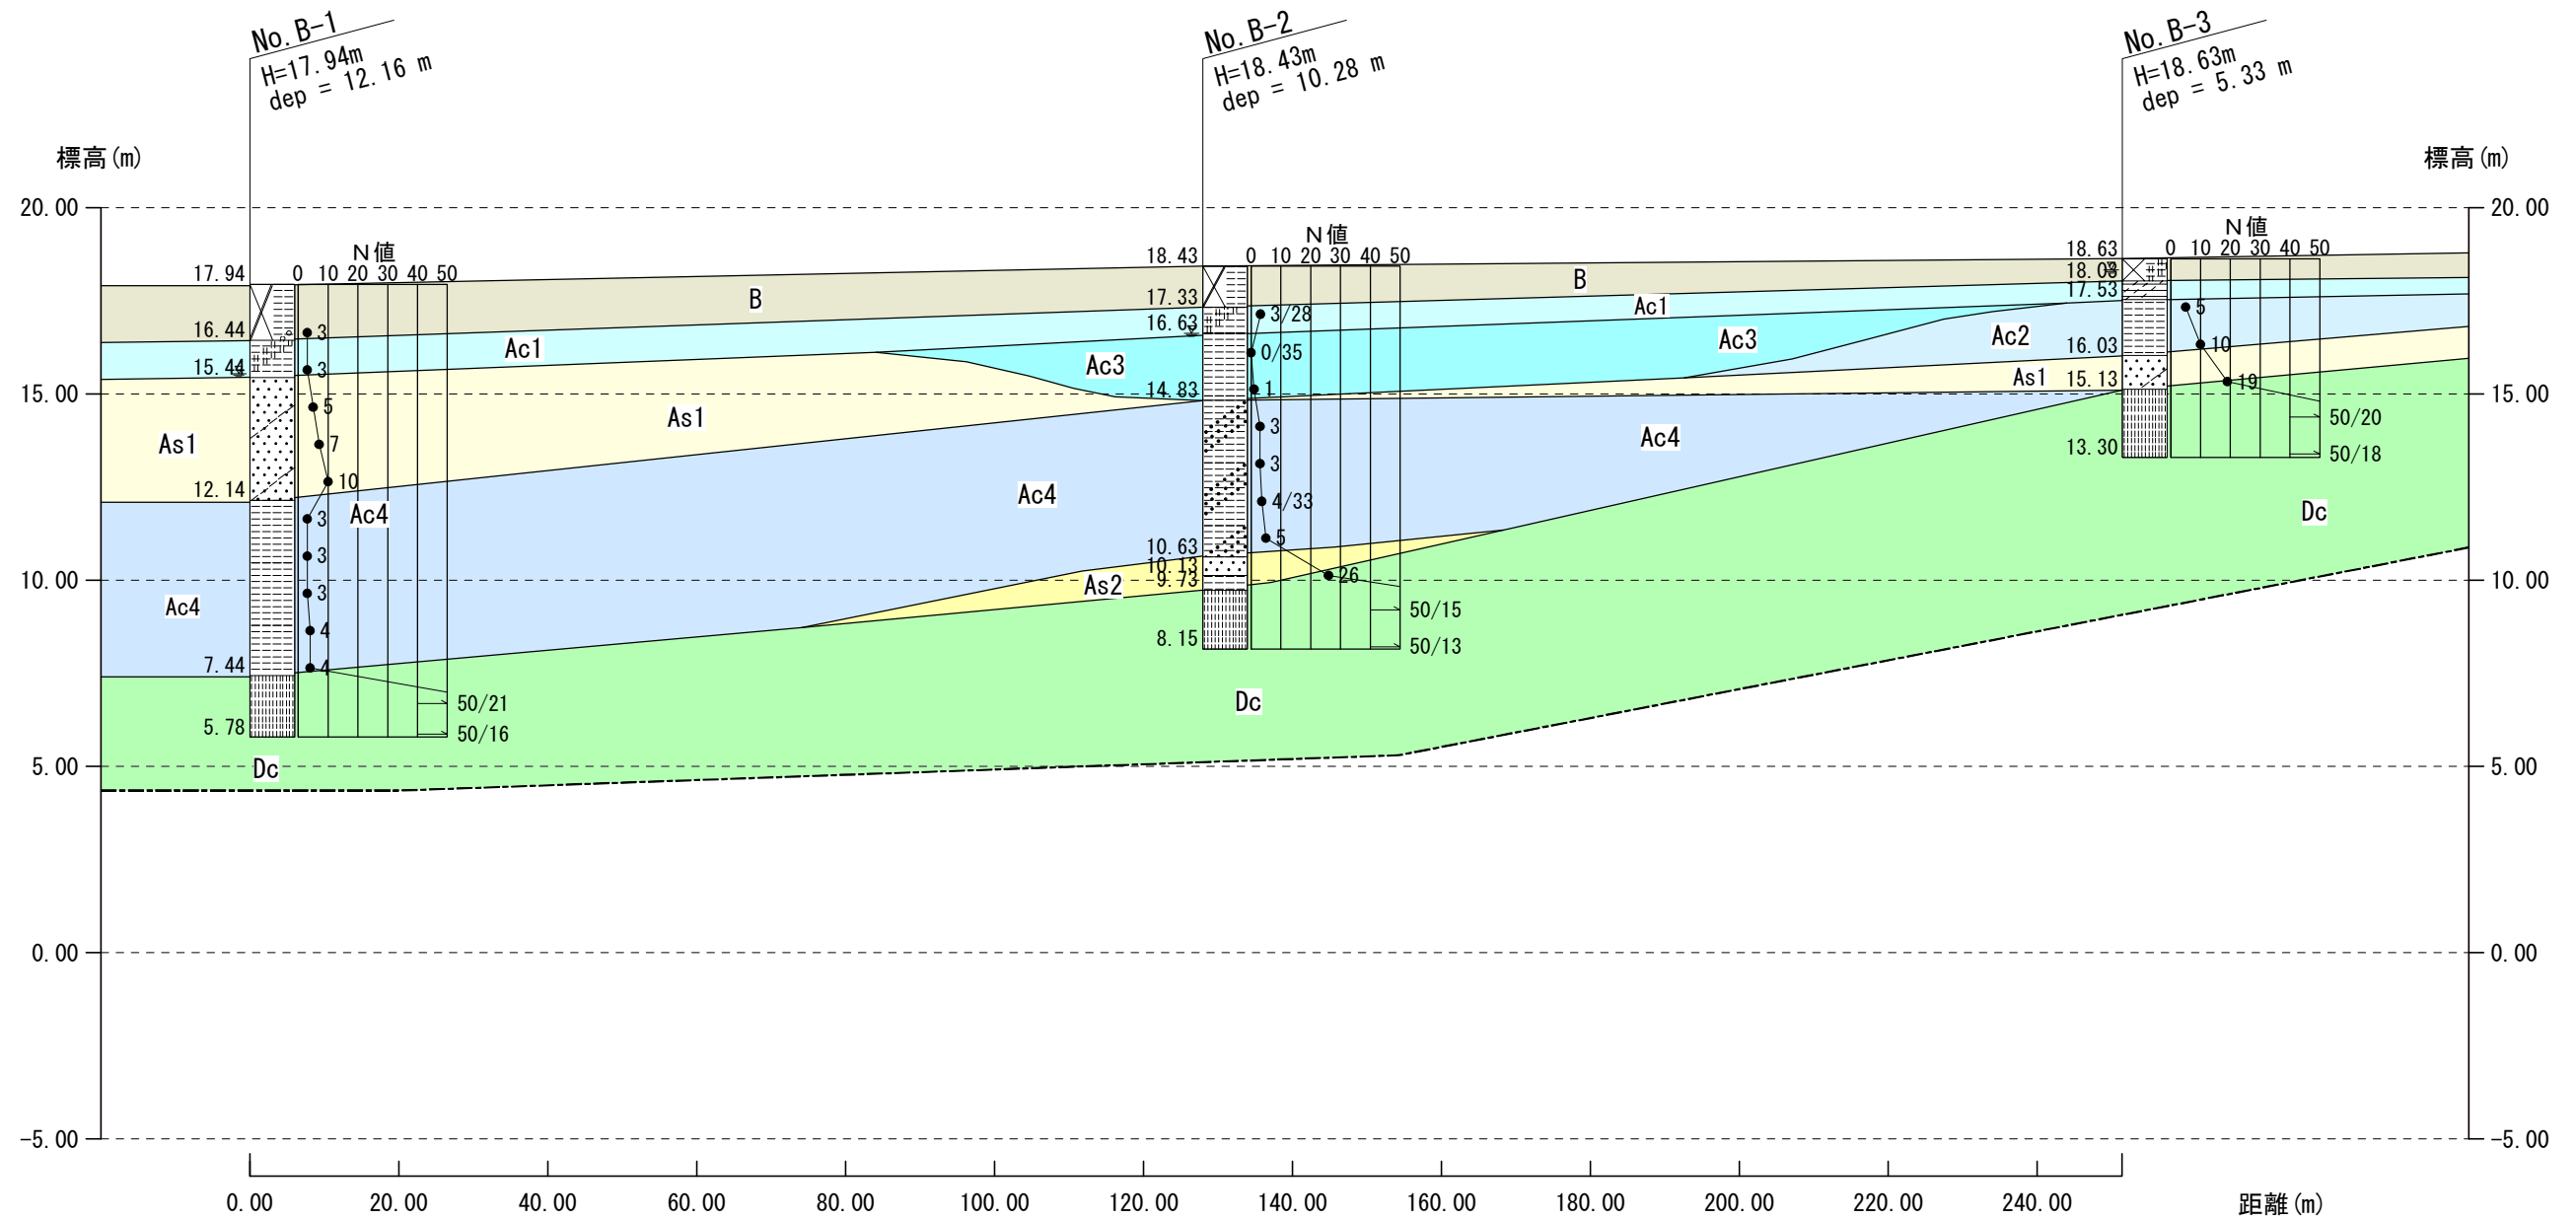 No.B-1
H=17.94m
dep = 12.16 m
No.B-2
H=18.43m
dep = 10.28 m
No.B-3
H=18.63m
dep = 5.33 m
標高(m)
標高(m)
20.00
15.00
10.00
5.00
0.00
-5.00
20.00
15.00
10.00
5.00
0.00
-5.00
N値
0 10 20 30 40 50
17.94
16.44
15.44
12.14
7.44
5.78
3
3
5
7
10
3
3
3
4
4
50/21
50/16
N値
0 10 20 30 40 50
18.43
17.33
16.63
14.83
10.63
10.13
9.73
8.15
3/28
0/35
1
3
3
4/33
5
26
50/15
50/13
N値
0 10 20 30 40 50
18.63
18.03
17.53
16.03
15.13
13.30
5
10
19
50/20
50/18
B
B
Ac1
Ac1
Ac3
Ac3
Ac2
As1
As1
As1
Ac4
Ac4
Ac4
Ac4
As2
Dc
Dc
Dc
0.00 20.00 40.00 60.00 80.00 100.00 120.00 140.00 160.00 180.00 200.00 220.00 240.00 距離(m)